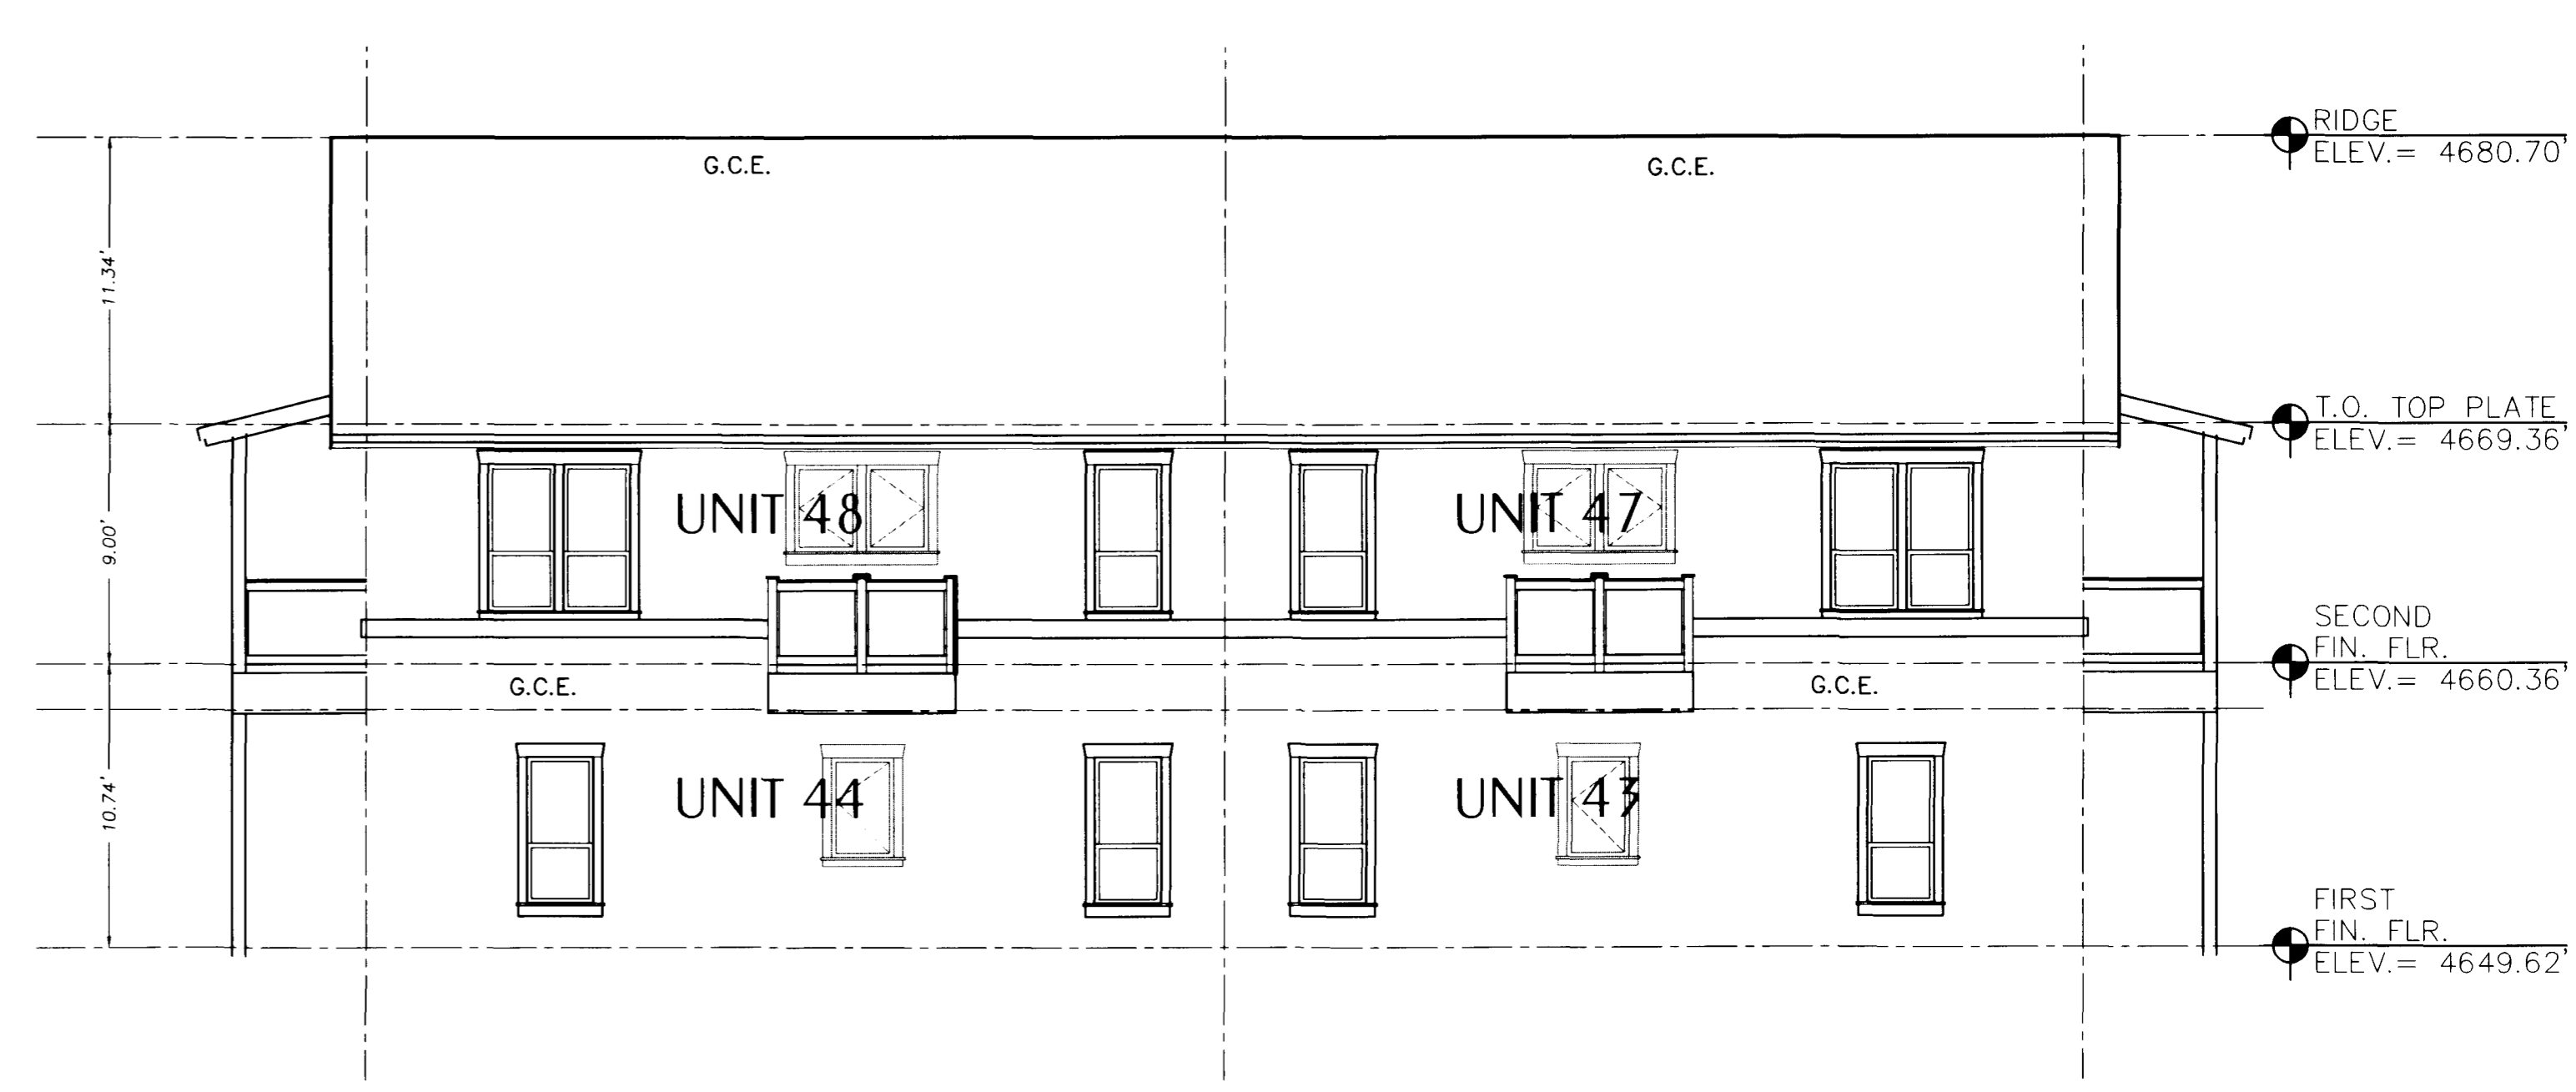 RIDGE
ELEV.= 4680.70'
G.C.E.
G.C.E.
11.34'
T.O. TOP PLATE
ELEV.= 4669.36'
UNIT 48
UNIT 47
9.00'
SECOND
FIN. FLR.
ELEV.= 4660.36'
G.C.E.
G.C.E.
UNIT 44
UNIT 43
10.74'
FIRST
FIN. FLR.
ELEV.= 4649.62'